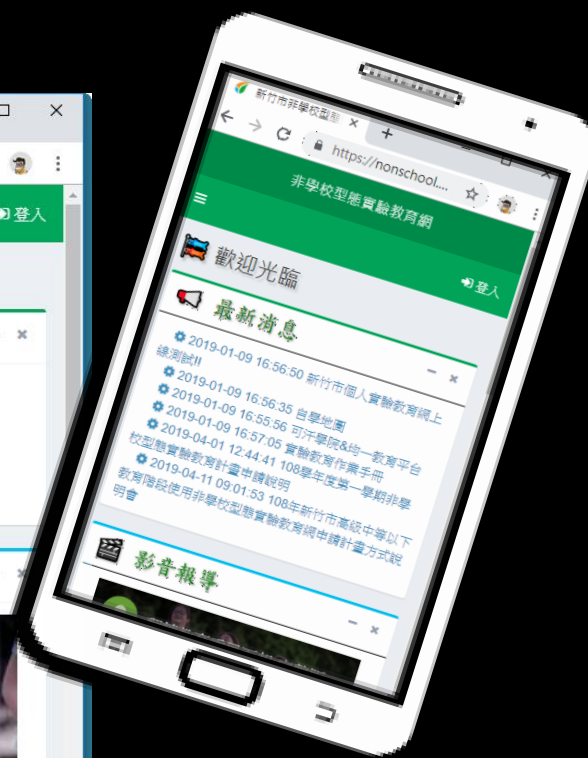 登入
新竹市非學校型態
https://nonschool....
非學校型態實驗教育網
登入
歡迎光臨
最新消息
2019-01-09 16:56:50 新竹市個人實驗教育網上
線測試!!
2019-01-09 16:56:35 自學地圖
2019-01-09 16:55:56 可汗學院&均一教育平台
2019-01-09 16:57:05 實驗教育作業手冊
2019-04-01 12:44:41 108學年度第一學期非學
校型態實驗教育計畫申請說明
2019-04-11 09:01:53 108年新竹市高級中等以下
教育階段使用非學校型態實驗教育網申請計畫方式說
明會
影音報導